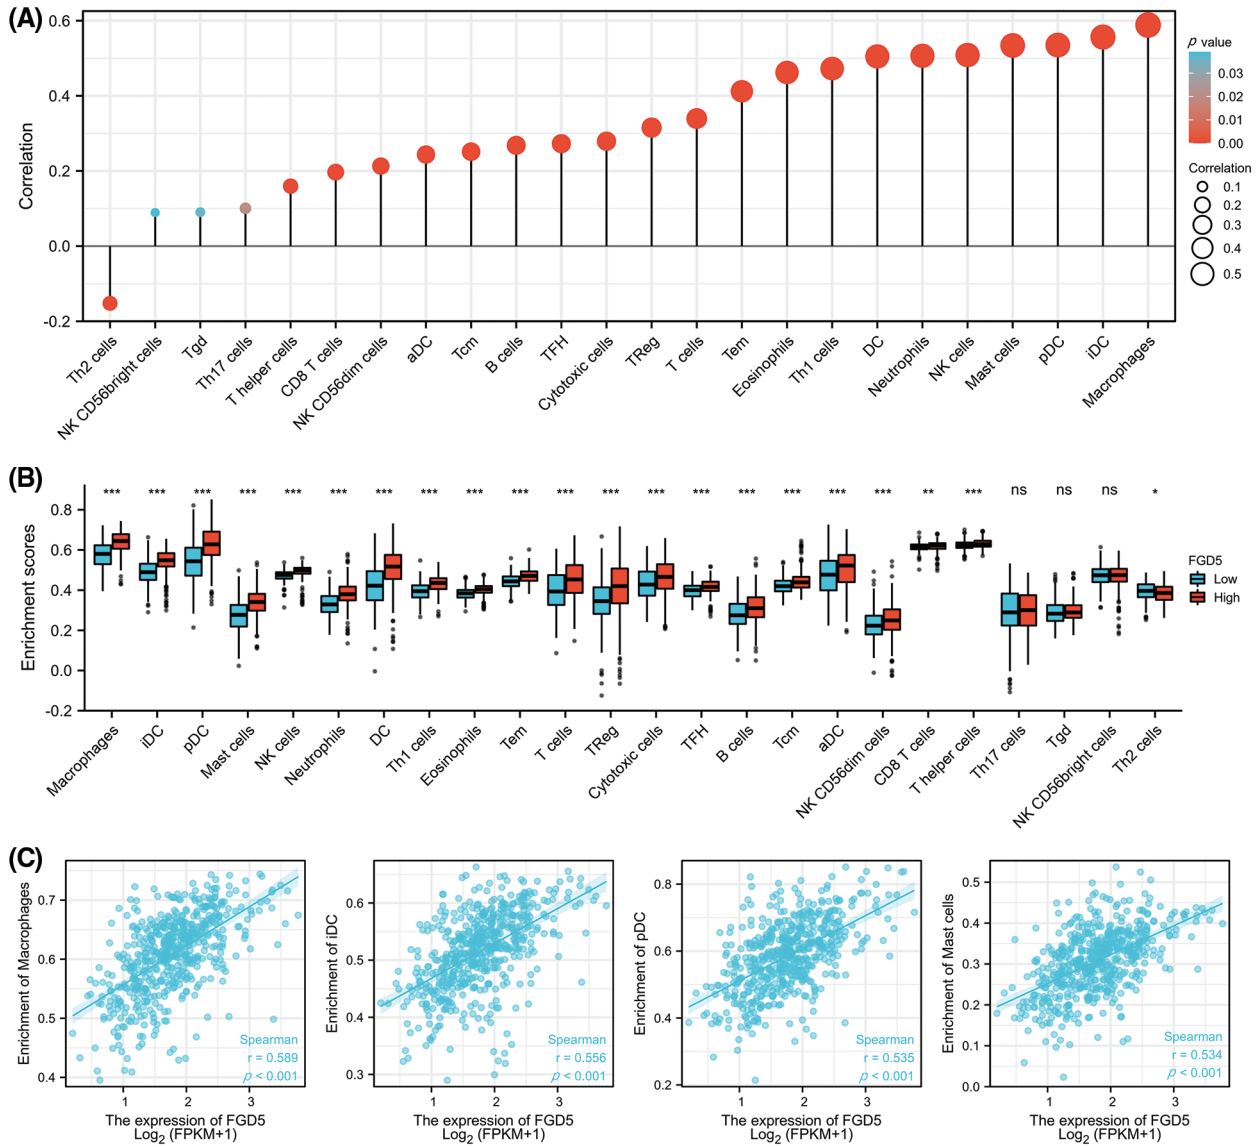 (A)
0.6
0.4
0.2
0.0
-0.2
Correlation
Th2 cells
NK CD56bright cells
Tgd
Th17 cells
T helper cells
CD8 T cells
NK CD56dim cells
aDC
Tcm
B cells
TFH
Cytotoxic cells
TReg
T cells
Tem
Eosinophils
Th1 cells
DC
Neutrophils
NK cells
Mast cells
pDC
iDC
Macrophages
p value
0.03
0.02
0.01
0.00
Correlation
0.1
0.2
0.3
0.4
0.5
(B)
*** *** *** *** *** *** *** *** *** *** *** *** *** *** *** *** *** *** ** *** ns ns ns *
0.8
0.6
0.4
0.2
0.0
-0.2
Enrichment scores
Macrophages
iDC
pDC
Mast cells
NK cells
Neutrophils
DC
Th1 cells
Eosinophils
Tem
T cells
TReg
Cytotoxic cells
TFH
B cells
Tcm
aDC
NK CD56dim cells
CD8 T cells
T helper cells
Th17 cells
Tgd
NK CD56bright cells
Th2 cells
FGD5
Low
High
(C)
Enrichment of Macrophages
0.7
0.6
0.5
0.4
Spearman
r = 0.589
p < 0.001
1 2 3
The expression of FGD5
Log2 (FPKM+1)
Enrichment of iDC
0.6
0.5
0.4
0.3
Spearman
r = 0.556
p < 0.001
1 2 3
The expression of FGD5
Log2 (FPKM+1)
Enrichment of pDC
0.8
0.6
0.4
0.2
Spearman
r = 0.535
p < 0.001
1 2 3
The expression of FGD5
Log2 (FPKM+1)
Enrichment of Mast cells
0.5
0.4
0.3
0.2
0.1
0.0
Spearman
r = 0.534
p < 0.001
1 2 3
The expression of FGD5
Log2 (FPKM+1)